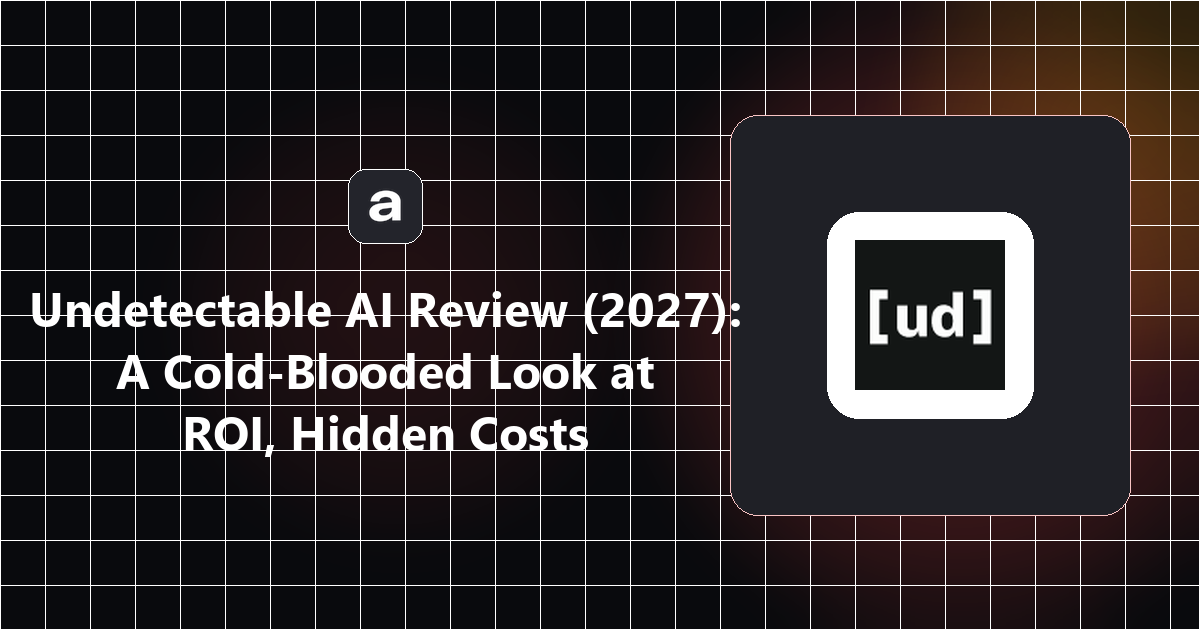 a
Undetectable AI Review (2027):
A Cold-Blooded Look at
ROI, Hidden Costs
[ud]